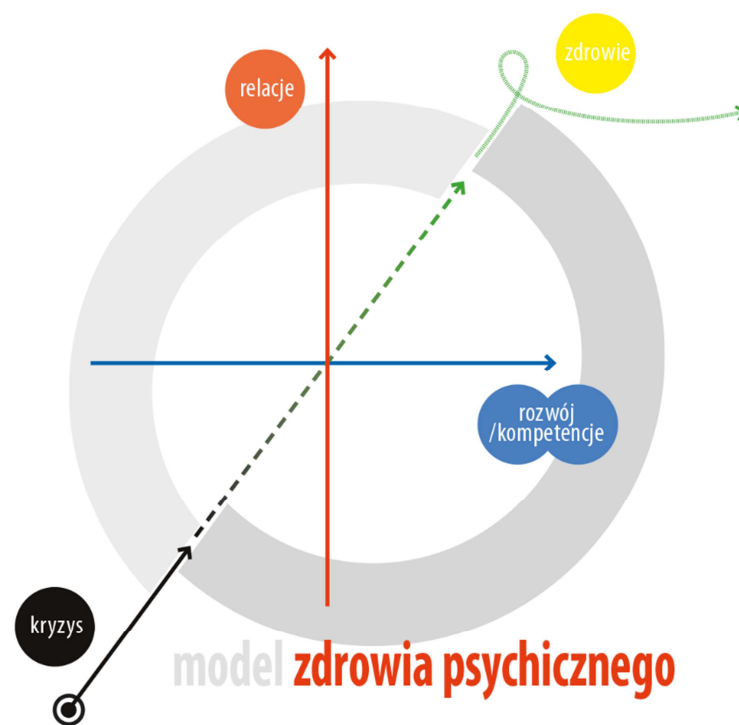 relacje
zdrowie
rozwój
/kompetencje
kryzys
model zdrowia psychicznego